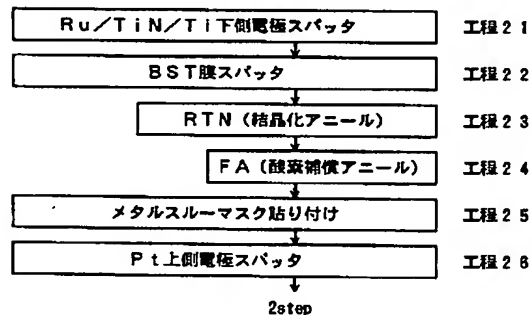 Ru/TiN/Ti下側電極スパッタ 工程21
BST膜スパッタ 工程22
RTN(結晶化アニール) 工程23
FA(酸素補償アニール) 工程24
メタルスルーマスク貼り付け 工程25
Pt上側電極スパッタ 工程26
2step